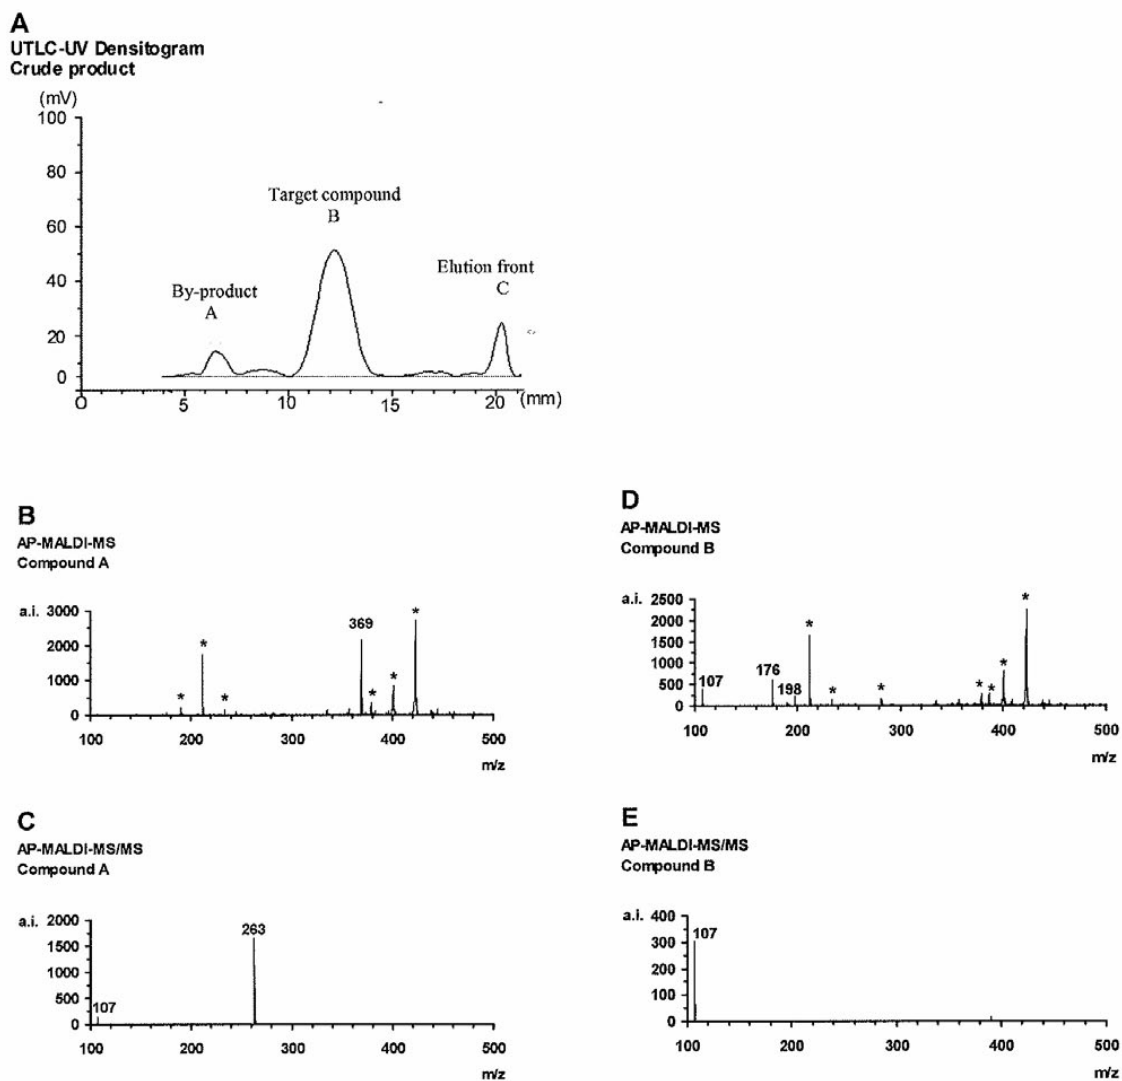 A
UTLC-UV Densitogram
Crude product
(mV)
100
80
60
40
20
0
Target compound
B
By-product
A
Elution front
C
O 5 10 15 20 (mm)
B
AP-MALDI-MS
Compound A
a.i. 3000
2000
1000
0
* * * 369 * * *
100 200 300 400 500
m/z
C
AP-MALDI-MS/MS
Compound A
a.i. 2000
1500
1000
500
0
107 263
100 200 300 400 500
m/z
D
AP-MALDI-MS
Compound B
a.i. 2500
2000
1500
1000
500
0
107 176 198 * * * * * * *
100 200 300 400 500
m/z
E
AP-MALDI-MS/MS
Compound B
a.i. 400
300
200
100
0
107
100 200 300 400 500
m/z